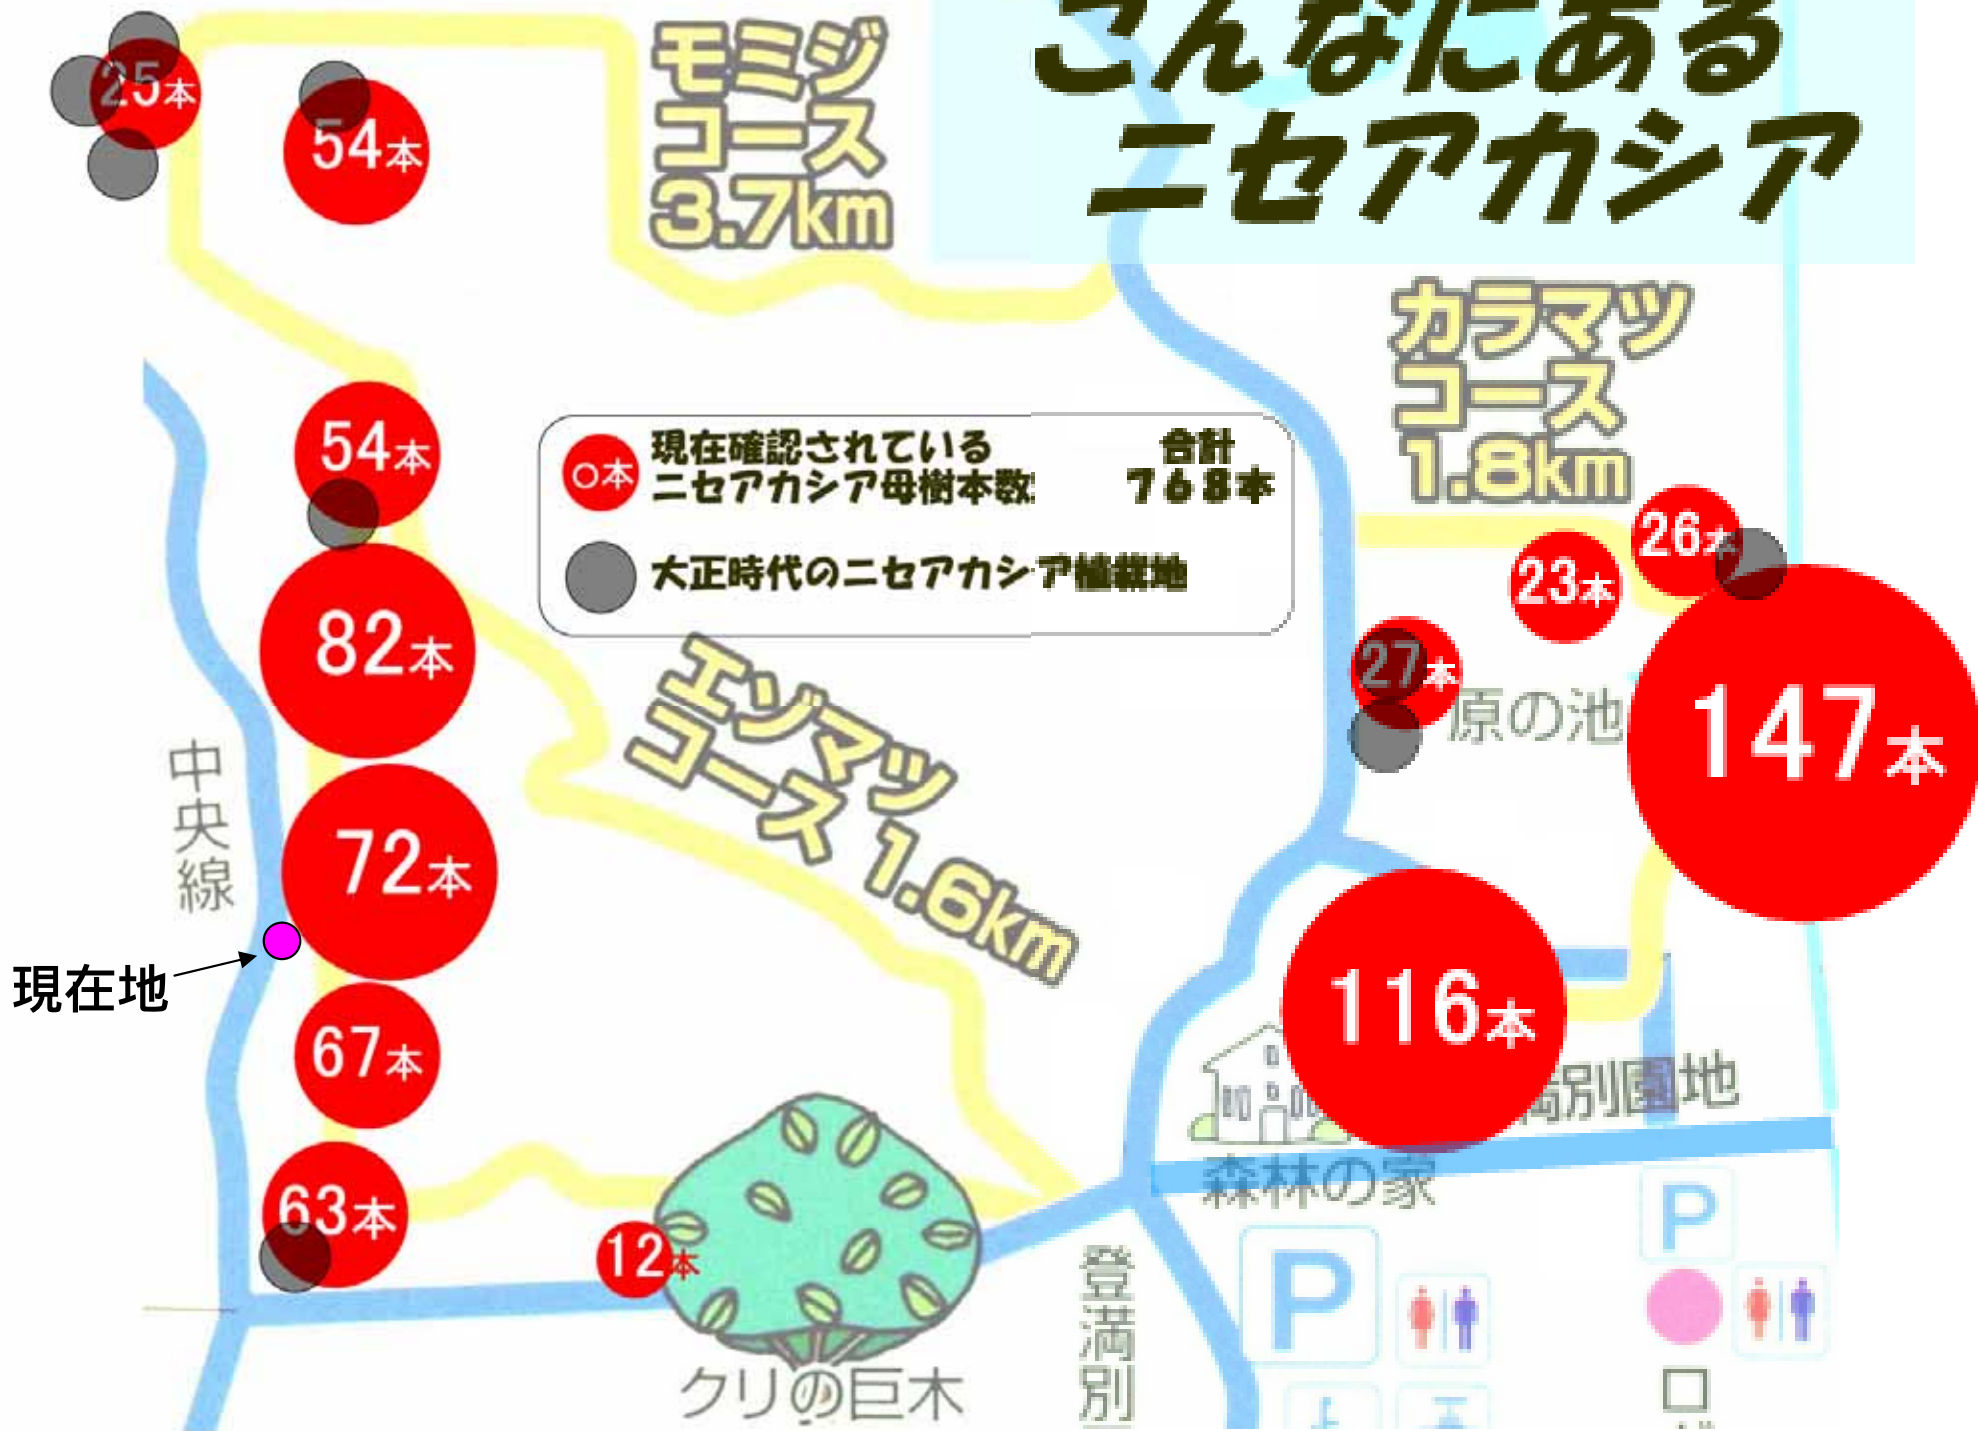 こんなにある
ニセアカシア
25本
54本
モミジ
コース
3.7km
カラマツ
コース
1.8km
54本
○本
現在確認されている
ニセアカシア母樹本数
合計
768本
大正時代のニセアカシア植栽地
26本
23本
27本
原の池
147本
82本
エゾマツ
コース 1.6km
中央線
72本
現在地
116本
67本
満別園地
森林の家
63本
12本
P
P
登満別
クリの巨木
ロ